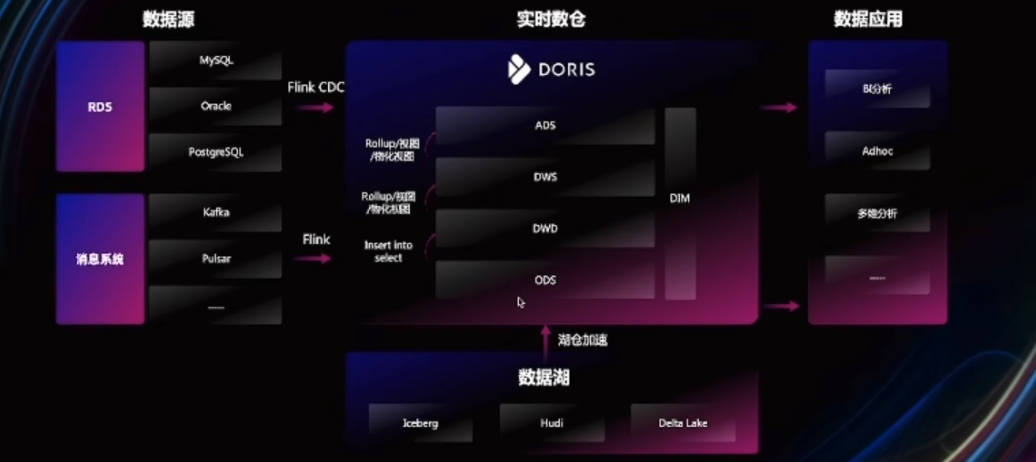 数据源
实时数仓
数据应用
RDS
MySQL
Oracle
PostgreSQL
Flink CDC
消息系统
Kafka
Pulsar
......
Flink
DORIS
ADS
Rollup/视图
/物化视图
DWS
Rollup/视图
/物化视图
DWD
Insert into
select
ODS
DIM
BI分析
Adhoc
多维分析
......
湖仓加速
数据湖
Iceberg
Hudi
Delta Lake